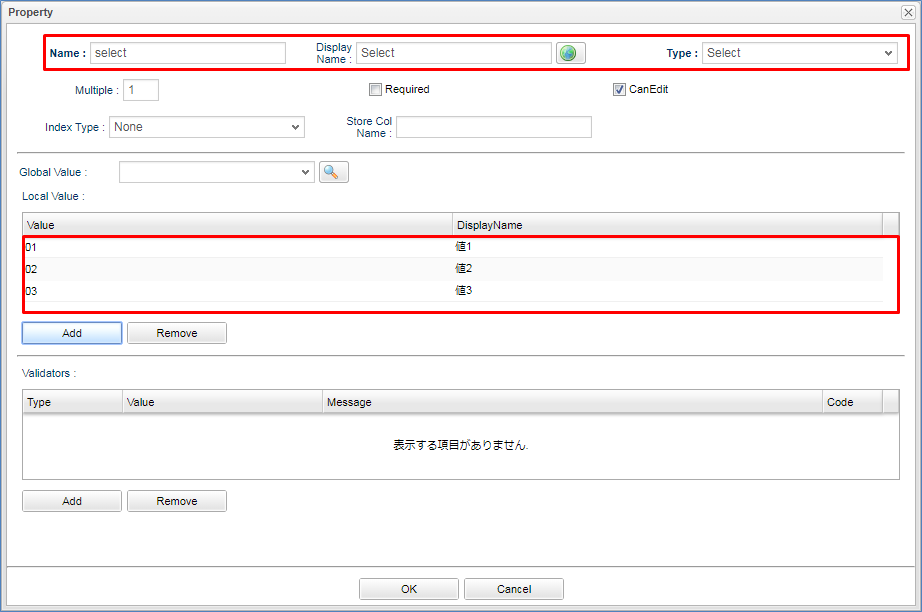 Property
Name : select Display Name : Select Type : Select
Multiple : 1 Required CanEdit
Index Type : None Store Col Name :
Global Value :
Local Value :
Value DisplayName
01 値1
02 値2
03 値3
Add Remove
Validators :
Type Value Message Code
表示する項目がありません.
Add Remove
OK Cancel